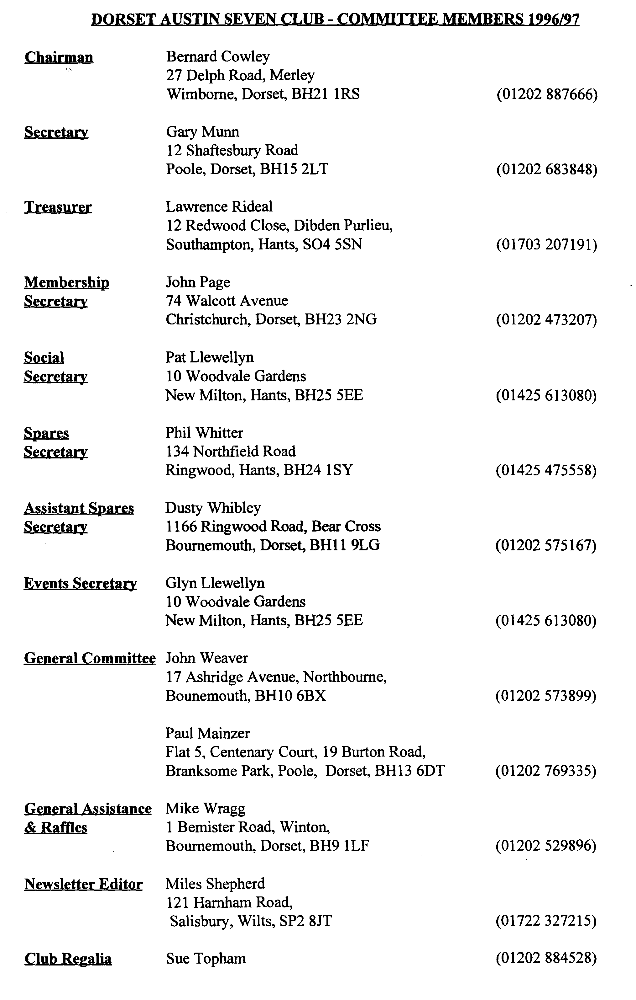 DORSET AUSTIN SEVEN CLUB - COMMITTEE MEMBERS 1996/97
Chairman Bernard Cowley
27 Delph Road, Merley
Wimborne, Dorset, BH21 1RS (01202 887666)
Secretary Gary Munn
12 Shaftesbury Road
Poole, Dorset, BH15 2LT (01202 683848)
Treasurer Lawrence Rideal
12 Redwood Close, Dibden Purlieu,
Southampton, Hants, SO4 5SN (01703 207191)
Membership John Page
Secretary 74 Walcott Avenue
Christchurch, Dorset, BH23 2NG (01202 473207)
Social Pat Llewellyn
Secretary 10 Woodvale Gardens
New Milton, Hants, BH25 5EE (01425 613080)
Spares Phil Whitter
Secretary 134 Northfield Road
Ringwood, Hants, BH24 1SY (01425 475558)
Assistant Spares Dusty Whibley
Secretary 1166 Ringwood Road, Bear Cross
Bournemouth, Dorset, BH11 9LG (01202 575167)
Events Secretary Glyn Llewellyn
10 Woodvale Gardens
New Milton, Hants, BH25 5EE (01425 613080)
General Committee John Weaver
17 Ashridge Avenue, Northbourne,
Bounemouth, BH10 6BX (01202 573899)
Paul Mainzer
Flat 5, Centenary Court, 19 Burton Road,
Branksome Park, Poole, Dorset, BH13 6DT (01202 769335)
General Assistance Mike Wragg
& Raffles 1 Bemister Road, Winton,
Bournemouth, Dorset, BH9 1LF (01202 529896)
Newsletter Editor Miles Shepherd
121 Harnham Road,
Salisbury, Wilts, SP2 8JT (01722 327215)
Club Regalia Sue Topham (01202 884528)